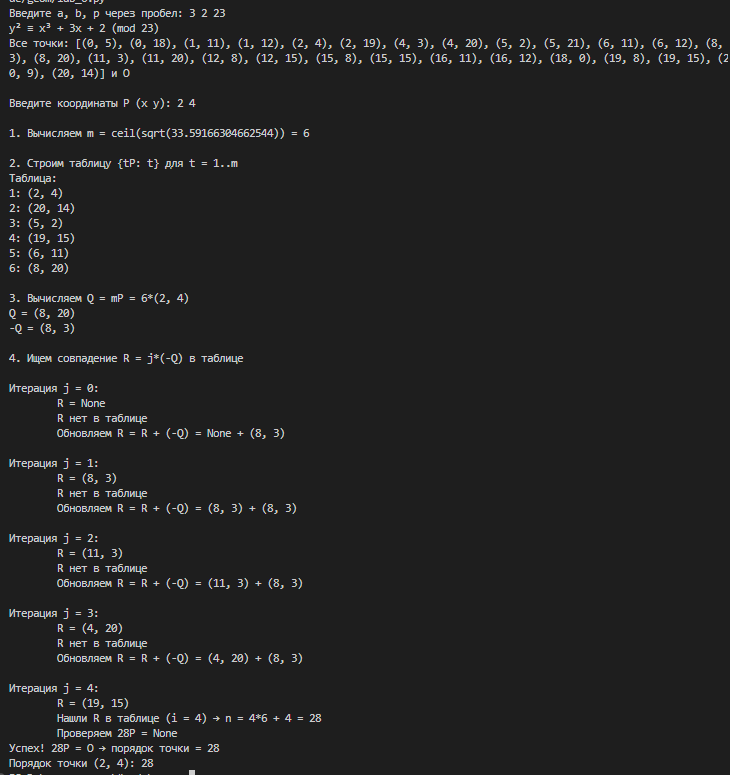 Введите a, b, p через пробел: 3 2 23
y² ≡ x³ + 3x + 2 (mod 23)
Все точки: [(0, 5), (0, 18), (1, 11), (1, 12), (2, 4), (2, 19), (4, 3), (4, 20), (5, 2), (5, 21), (6, 11), (6, 12), (8,
3), (8, 20), (11, 3), (11, 20), (12, 8), (12, 15), (15, 8), (15, 15), (16, 11), (16, 12), (18, 0), (19, 8), (19, 15), (2
0, 9), (20, 14)] и O
Введите координаты P (x y): 2 4
1. Вычисляем m = ceil(sqrt(33.59166304662544)) = 6
2. Строим таблицу {tP: t} для t = 1..m
Таблица:
1: (2, 4)
2: (20, 14)
3: (5, 2)
4: (19, 15)
5: (6, 11)
6: (8, 20)
3. Вычисляем Q = mP = 6*(2, 4)
Q = (8, 20)
-Q = (8, 3)
4. Ищем совпадение R = j*(-Q) в таблице
Итерация j = 0:
R = None
R нет в таблице
Обновляем R = R + (-Q) = None + (8, 3)
Итерация j = 1:
R = (8, 3)
R нет в таблице
Обновляем R = R + (-Q) = (8, 3) + (8, 3)
Итерация j = 2:
R = (11, 3)
R нет в таблице
Обновляем R = R + (-Q) = (11, 3) + (8, 3)
Итерация j = 3:
R = (4, 20)
R нет в таблице
Обновляем R = R + (-Q) = (4, 20) + (8, 3)
Итерация j = 4:
R = (19, 15)
Нашли R в таблице (i = 4) → n = 4*6 + 4 = 28
Проверяем 28P = None
Успех! 28P = O → порядок точки = 28
Порядок точки (2, 4): 28